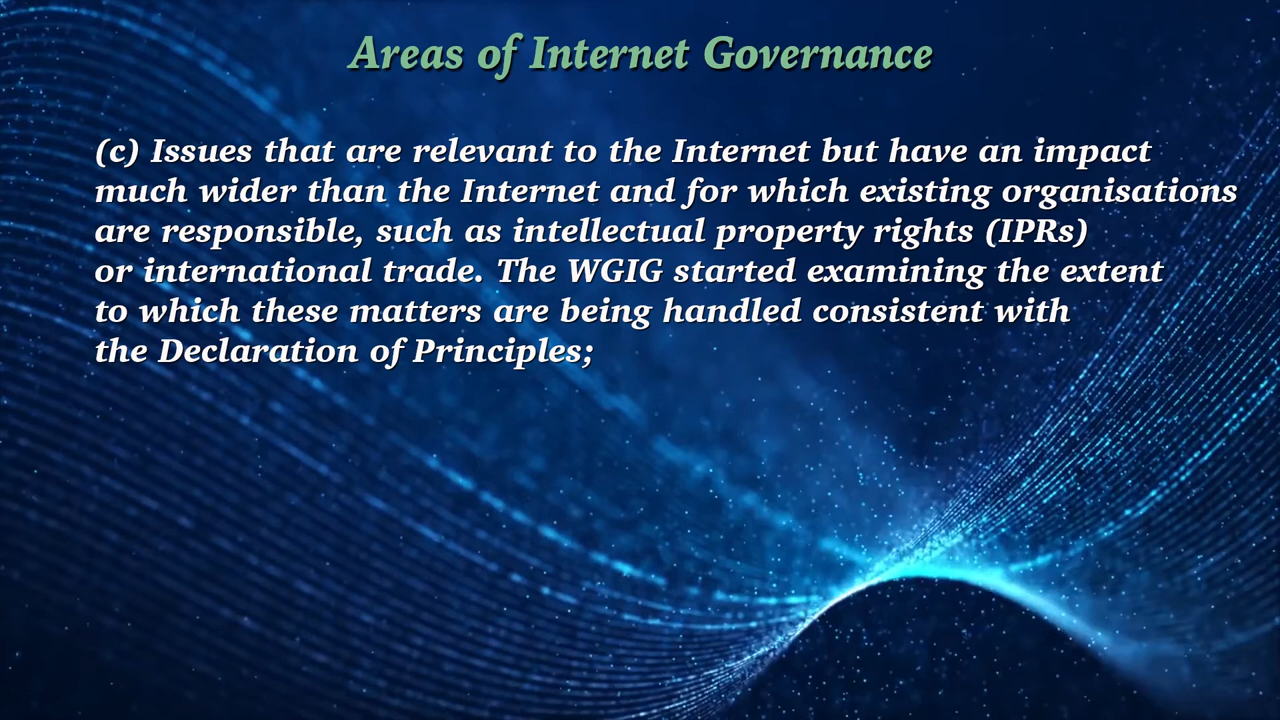 Areas of Internet Governance
(c) Issues that are relevant to the Internet but have an impact
much wider than the Internet and for which existing organisations
are responsible, such as intellectual property rights (IPRs)
or international trade. The WGIG started examining the extent
to which these matters are being handled consistent with
the Declaration of Principles;